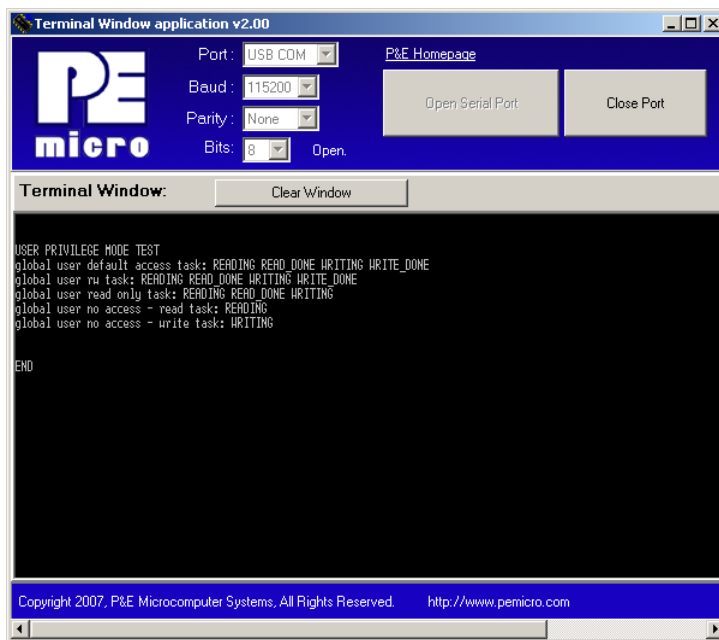 Terminal Window application v2.00
PE
micro
Port : USB COM
Baud : 115200
Parity : None
Bits: 8 Open.
P&E Homepage
Open Serial Port
Close Port
Terminal Window:
Clear Window
USER PRIVILEGE MODE TEST
global user default access task: READING READ_DONE WRITING WRITE_DONE
global user rw task: READING READ_DONE WRITING WRITE_DONE
global user read only task: READING READ_DONE WRITING
global user no access - read task: READING
global user no access - write task: WRITING
END
Copyright 2007, P&E Microcomputer Systems, All Rights Reserved. http://www.pemicro.com